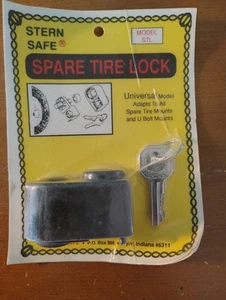 STERN
SAFE®
MODEL
STL
SPARE TIRE LOCK
Universal Model
Adapts To All
Spare Tire Mounts
and U Bolt Mounts
Indiana 46311